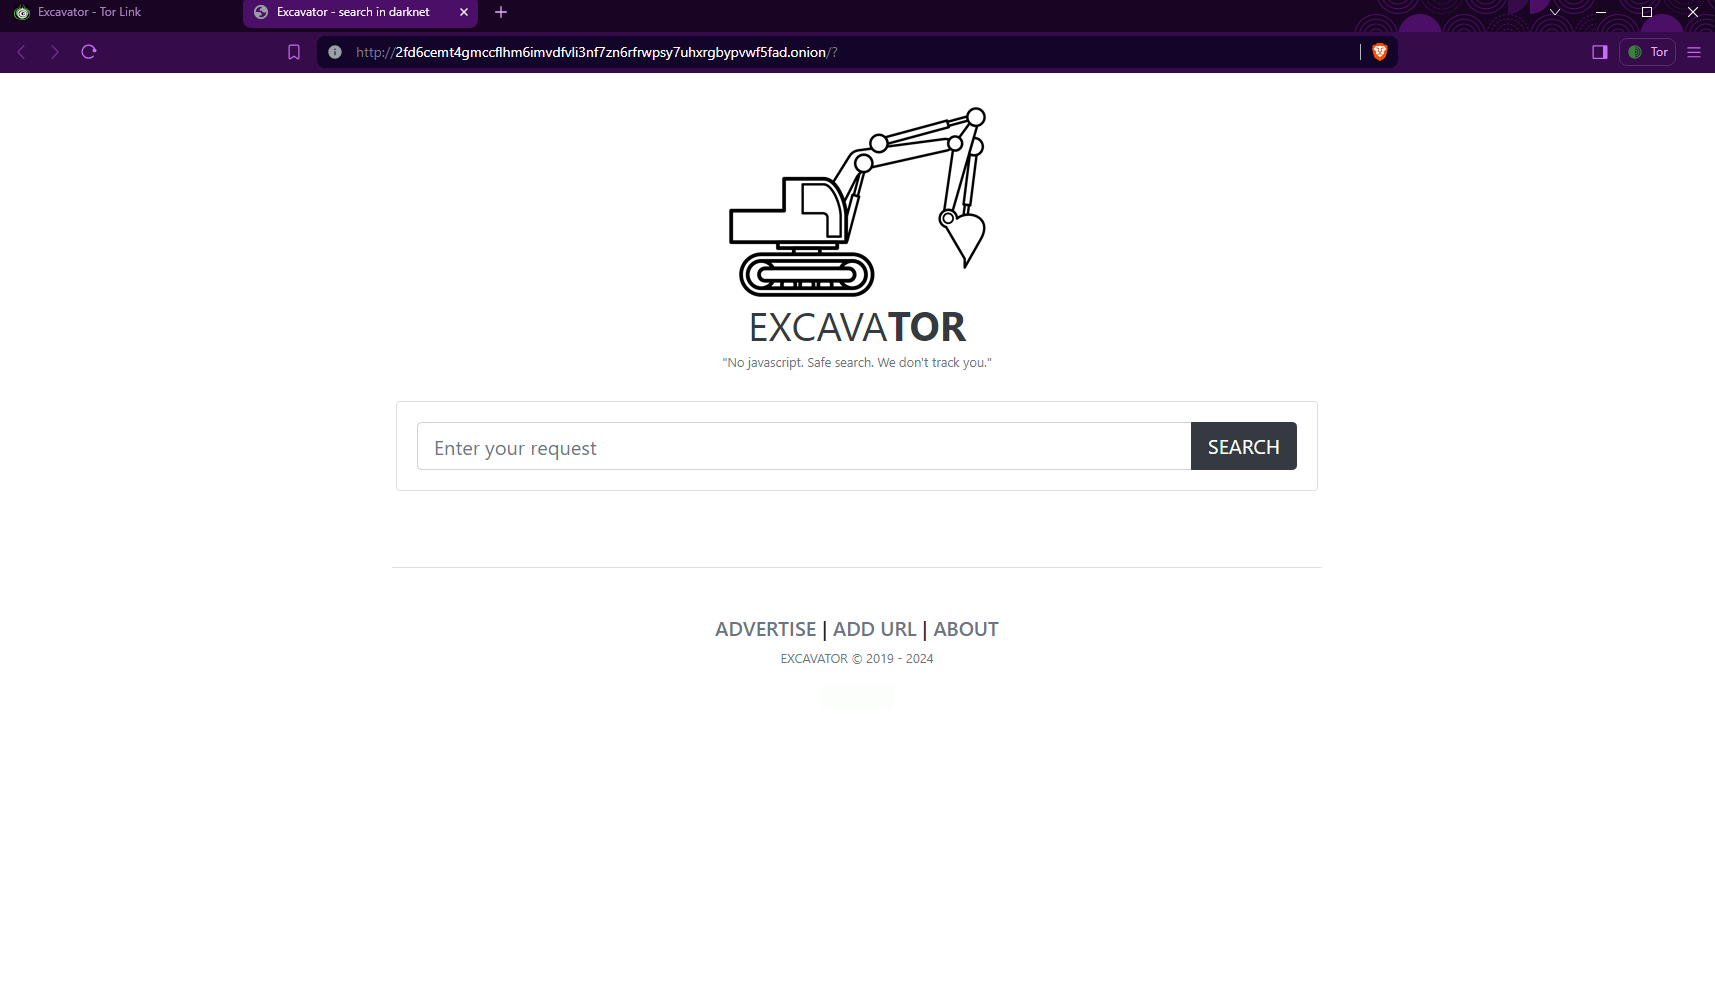 Excavator - Tor Link
Excavator - search in darknet
http://2fd6cemt4gmccflhm6imvdfvli3nf7zn6rfrwpsy7uhxrgbypvwf5fad.onion/?
Tor
EXCAVATOR
"No javascript. Safe search. We don't track you."
Enter your request
SEARCH
ADVERTISE | ADD URL | ABOUT
EXCAVATOR © 2019 - 2024